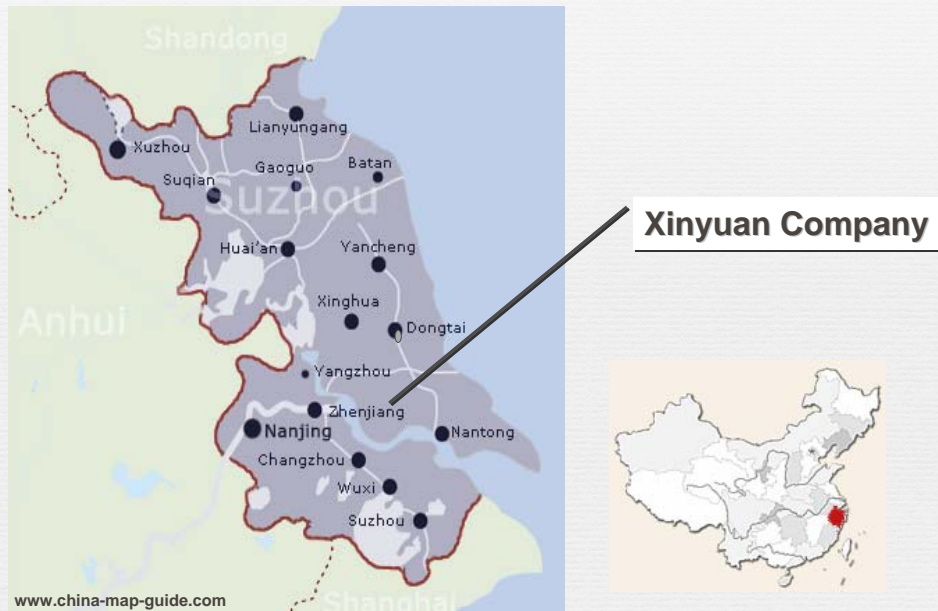 Shandong
Lianyungang
Xuzhou
Gaoguo
Batan
Suqian
Suzhou
Xinyuan Company
Huai'an
Yancheng
Xinghua
Anhui
Dongtai
Yangzhou
Zhenjiang
Nanjing
Nantong
Changzhou
Wuxi
Suzhou
www.china-map-guide.com
Shanghai